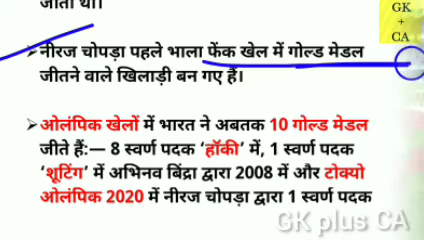 जीता था।
GK
+
CA
➤नीरज चोपड़ा पहले भाला फेंक खेल में गोल्ड मेडल
जीतने वाले खिलाड़ी बन गए हैं।
➤ओलंपिक खेलों में भारत ने अबतक 10 गोल्ड मेडल
जीते हैं:— 8 स्वर्ण पदक ‘हॉकी’ में, 1 स्वर्ण पदक
‘शूटिंग’ में अभिनव बिंद्रा द्वारा 2008 में और टोक्यो
ओलंपिक 2020 में नीरज चोपड़ा द्वारा 1 स्वर्ण पदक
GK plus CA